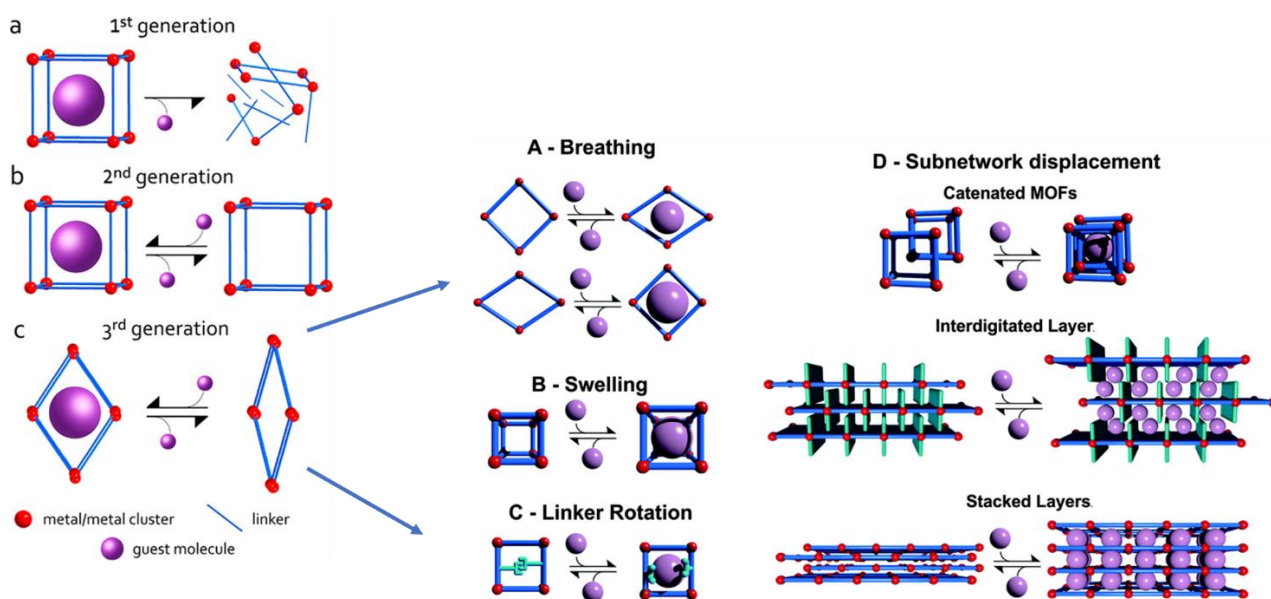 a
1st generation
b
2nd generation
c
3rd generation
metal/metal cluster
linker
guest molecule
A - Breathing
B - Swelling
C - Linker Rotation
D - Subnetwork displacement
Catenated MOFs
Interdigitated Layer.
Stacked Layers.